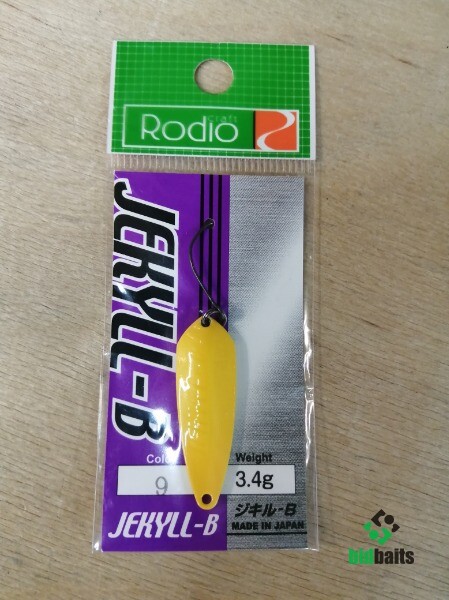 craft
Rodio
JEKYLL-B
Color
Weight
9
3.4g
JEKYLL-B
ジキル-B
MADE IN JAPAN
bidbaits